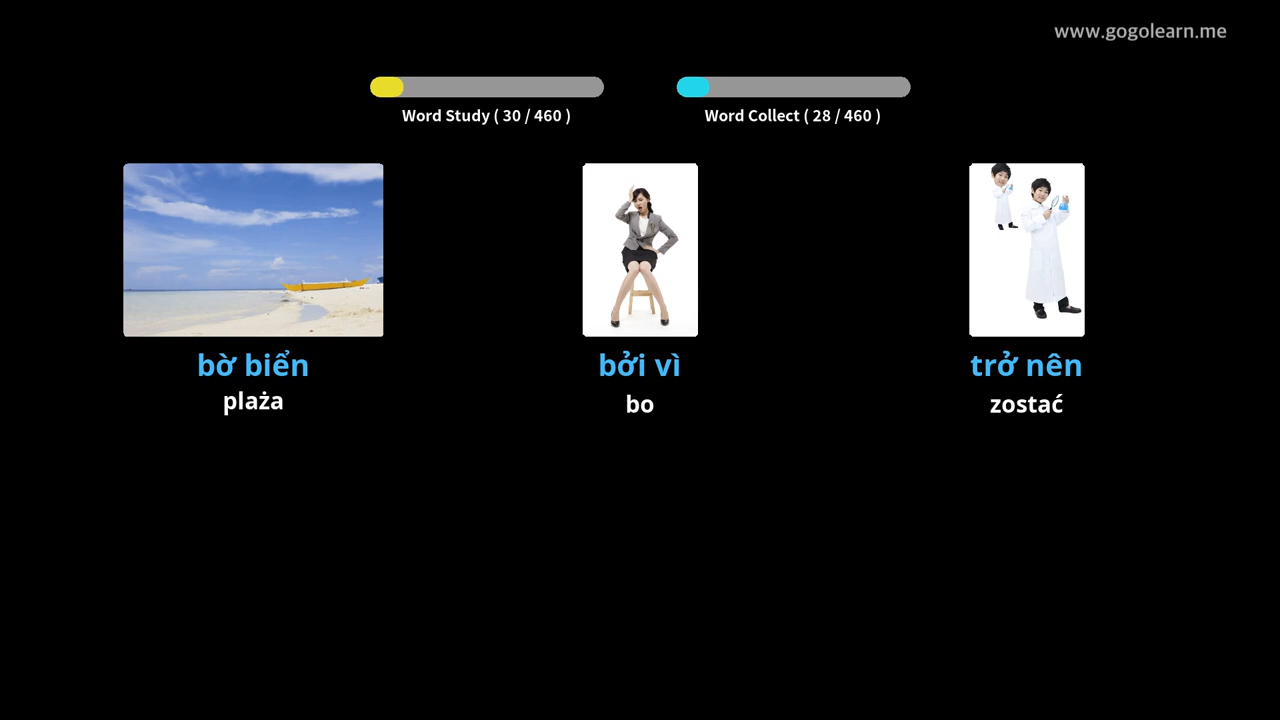 www.gogolearn.me
Word Study ( 30 / 460 )
Word Collect ( 28 / 460 )
bờ biển
plaża
bởi vì
bo
trở nên
zostać